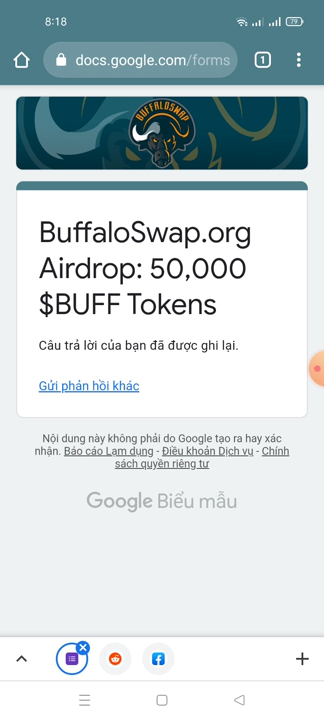 8:18
79
docs.google.com/forms
1
BUFFALOSWAP
BuffaloSwap.org
Airdrop: 50,000
$BUFF Tokens
Câu trả lời của bạn đã được ghi lại.
Gửi phản hồi khác
Nội dung này không phải do Google tạo ra hay xác
nhận. Báo cáo Lạm dụng - Điều khoản Dịch vụ - Chính
sách quyền riêng tư
Google Biểu mẫu